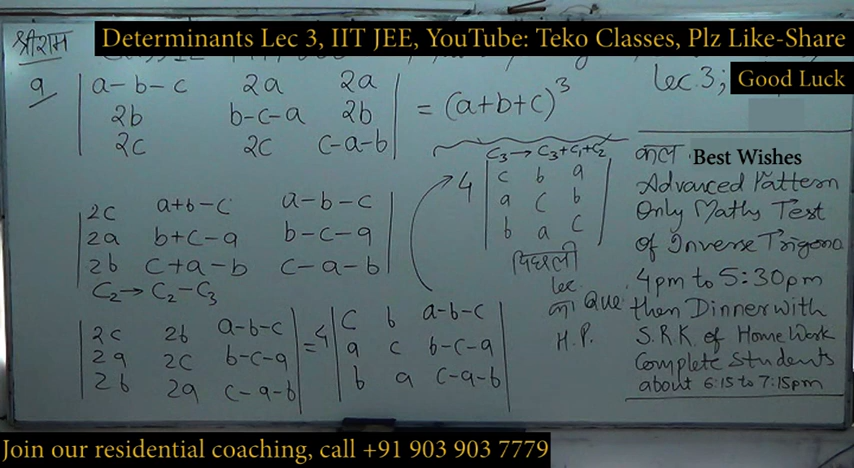 श्रीराम
Determinants Lec 3, IIT JEE, YouTube: Teko Classes, Plz Like-Share
Lec. 3;
Good Luck
Q
a-b-c 2a 2a
2b b-c-a 2b
2c 2c c-a-b
= (a+b+c)³
2c a+b-c a-b-c
2a b+c-a b-c-a
2b c+a-b c-a-b
C₂→C₂-C₃
2c 2b a-b-c
2a 2c b-c-a
2b 2a c-a-b
=4
c b a-b-c
a c b-c-a
b a c-a-b
C₃→C₃+C₁+C₂
4
c b a
a c b
b a c
पिछली
lec
का Que.
H.P.
कल Best Wishes
Advanced Pattern
Only Maths Test
of Inverse Trigono
4pm to 5:30pm
then Dinner with
S.R.K. of Home Work
Complete Students
about 6:15 to 7:15pm
Join our residential coaching, call +91 903 903 7779